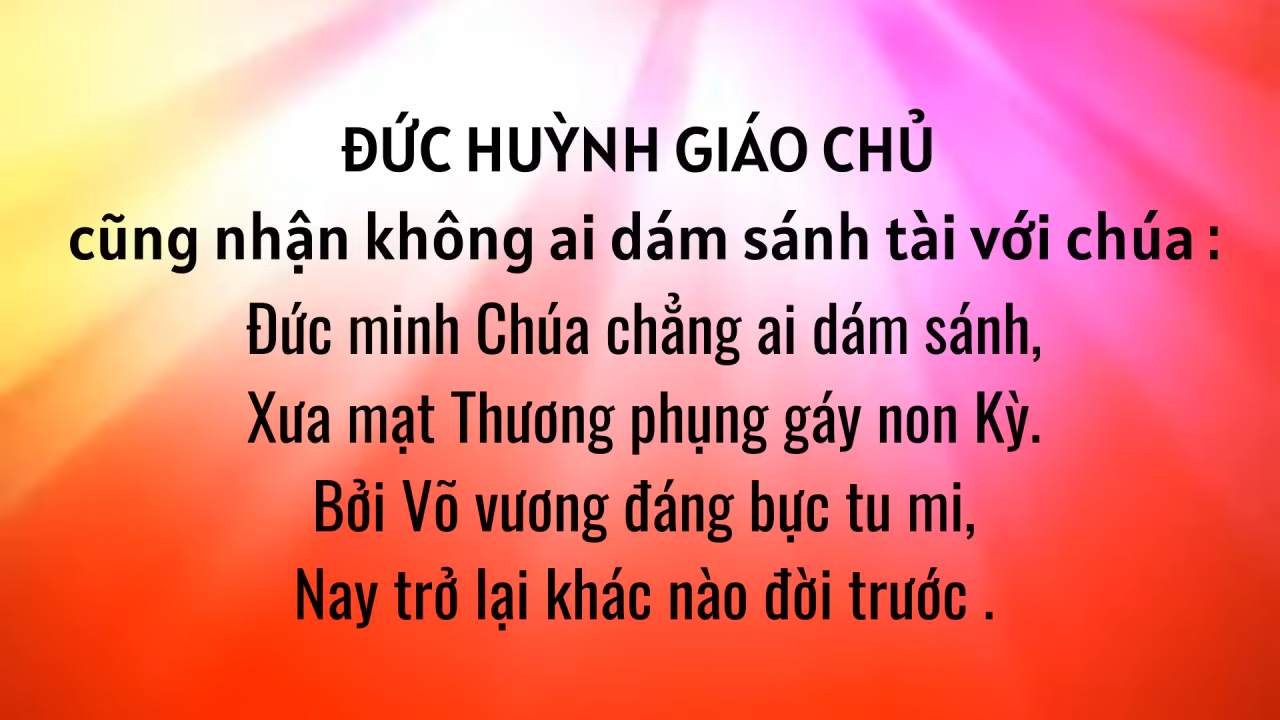 ĐỨC HUỲNH GIÁO CHỦ
cũng nhận không ai dám sánh tài với chúa :
Đức minh Chúa chẳng ai dám sánh,
Xưa mạt Thương phụng gáy non Kỳ.
Bởi Võ vương đáng bực tu mi,
Nay trở lại khác nào đời trước .